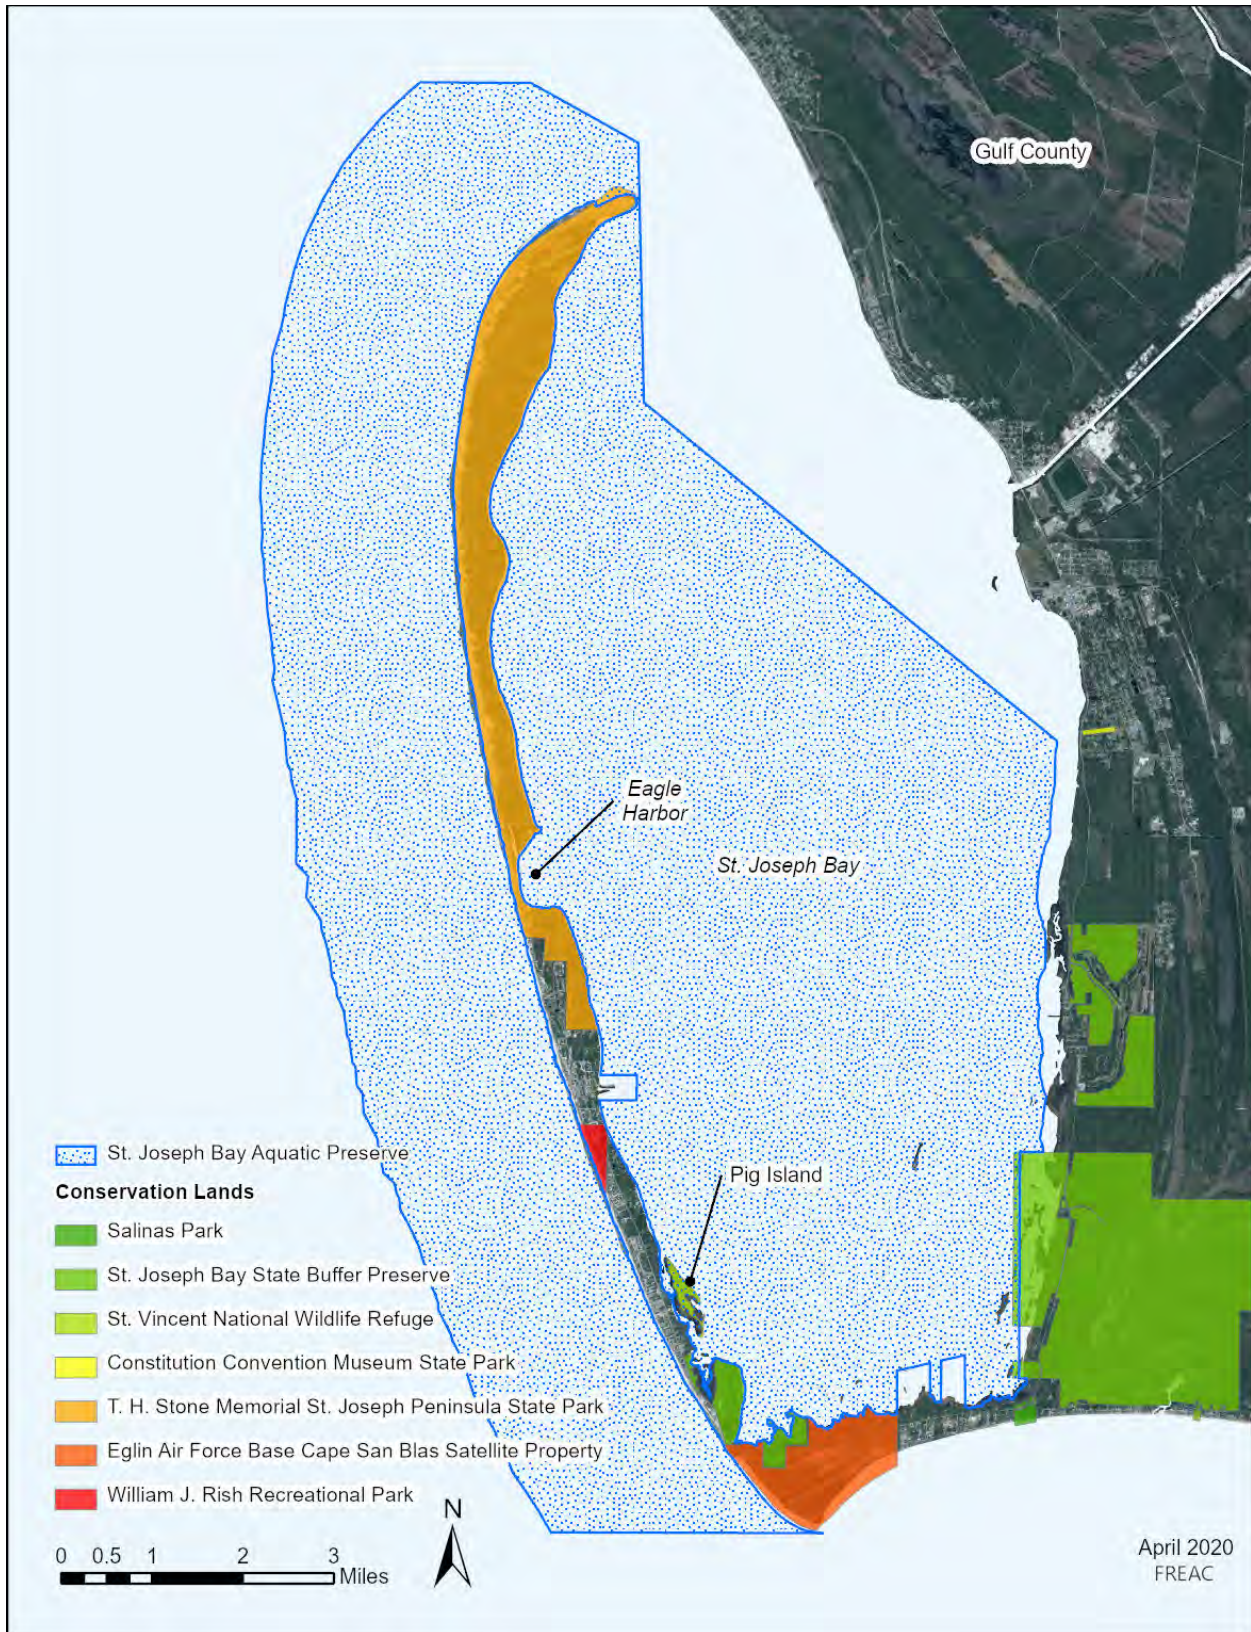 Gulf County
Eagle
Harbor
St. Joseph Bay
Pig Island
St. Joseph Bay Aquatic Preserve
Conservation Lands
Salinas Park
St. Joseph Bay State Buffer Preserve
St. Vincent National Wildlife Refuge
Constitution Convention Museum State Park
T. H. Stone Memorial St. Joseph Peninsula State Park
Eglin Air Force Base Cape San Blas Satellite Property
William J. Rish Recreational Park
N
0 0.5 1 2 3
Miles
April 2020
FREAC